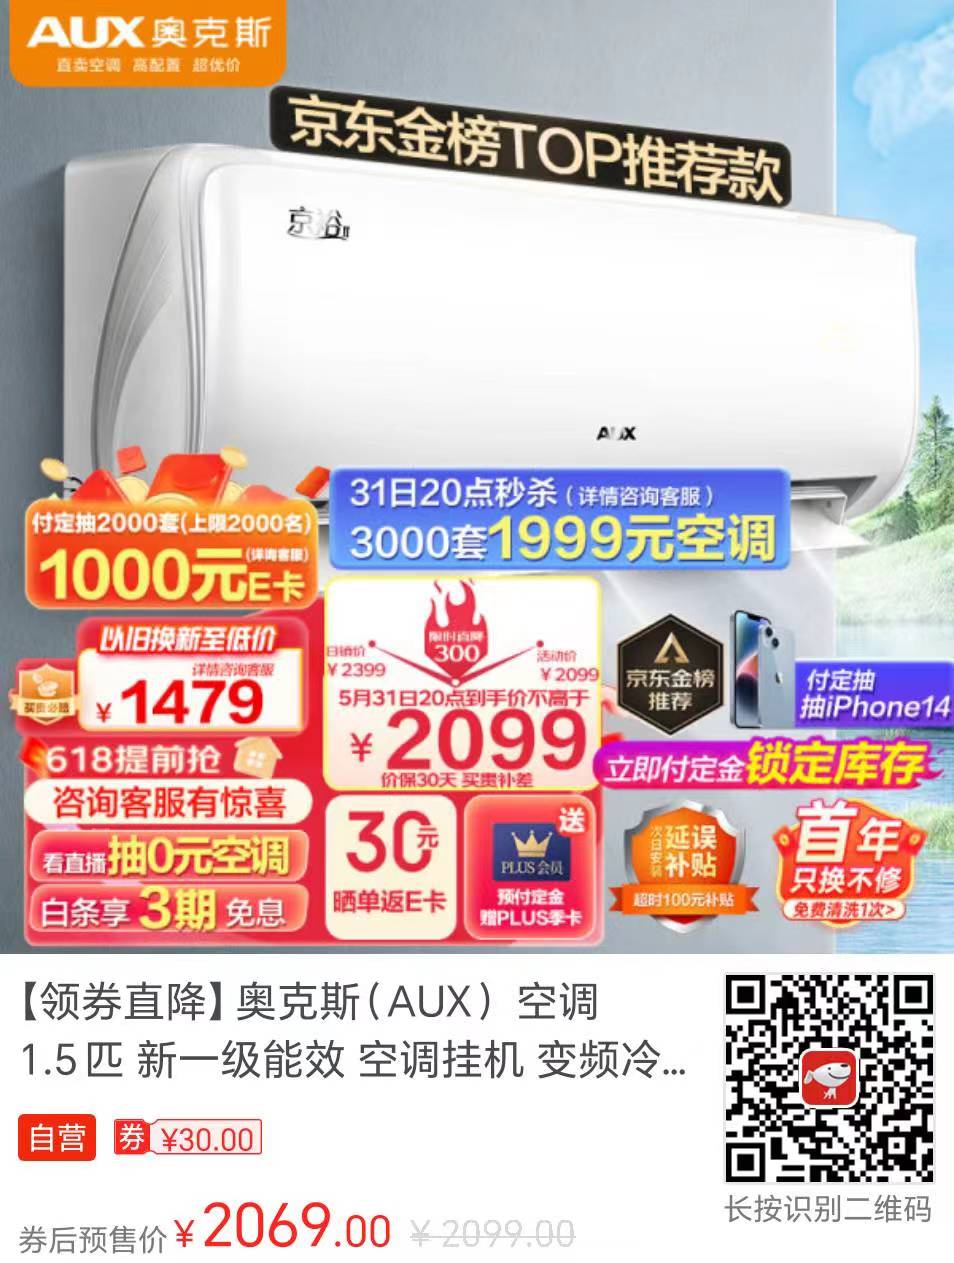 AUX奥克斯
直卖空调 高配置 超优价
京东金榜TOP推荐款
京裕II
AUX
付定抽2000套(上限2000名)
1000元E卡
(详询客服)
31日20点秒杀(详情咨询客服)
3000套1999元空调
以旧换新至低价
详情咨询客服
¥1479
买贵必赔
限时直降
300
日销价
¥2399
活动价
¥2099
5月31日20点到手价不高于
¥2099
价保30天 买贵补差
京东金榜
推荐
付定抽
抽iPhone14
立即付定金锁定库存
618提前抢
咨询客服有惊喜
看直播抽0元空调
白条享3期免息
30元
晒单返E卡
送
PLUS会员
预付定金
赠PLUS季卡
次日安装
延误
补贴
超时100元补贴
首年
只换不修
免费清洗1次>
【领券直降】奥克斯(AUX) 空调
1.5匹 新一级能效 空调挂机 变频冷...
自营
券 ¥30.00
券后预售价 ¥2069.00 ¥2099.00
长按识别二维码